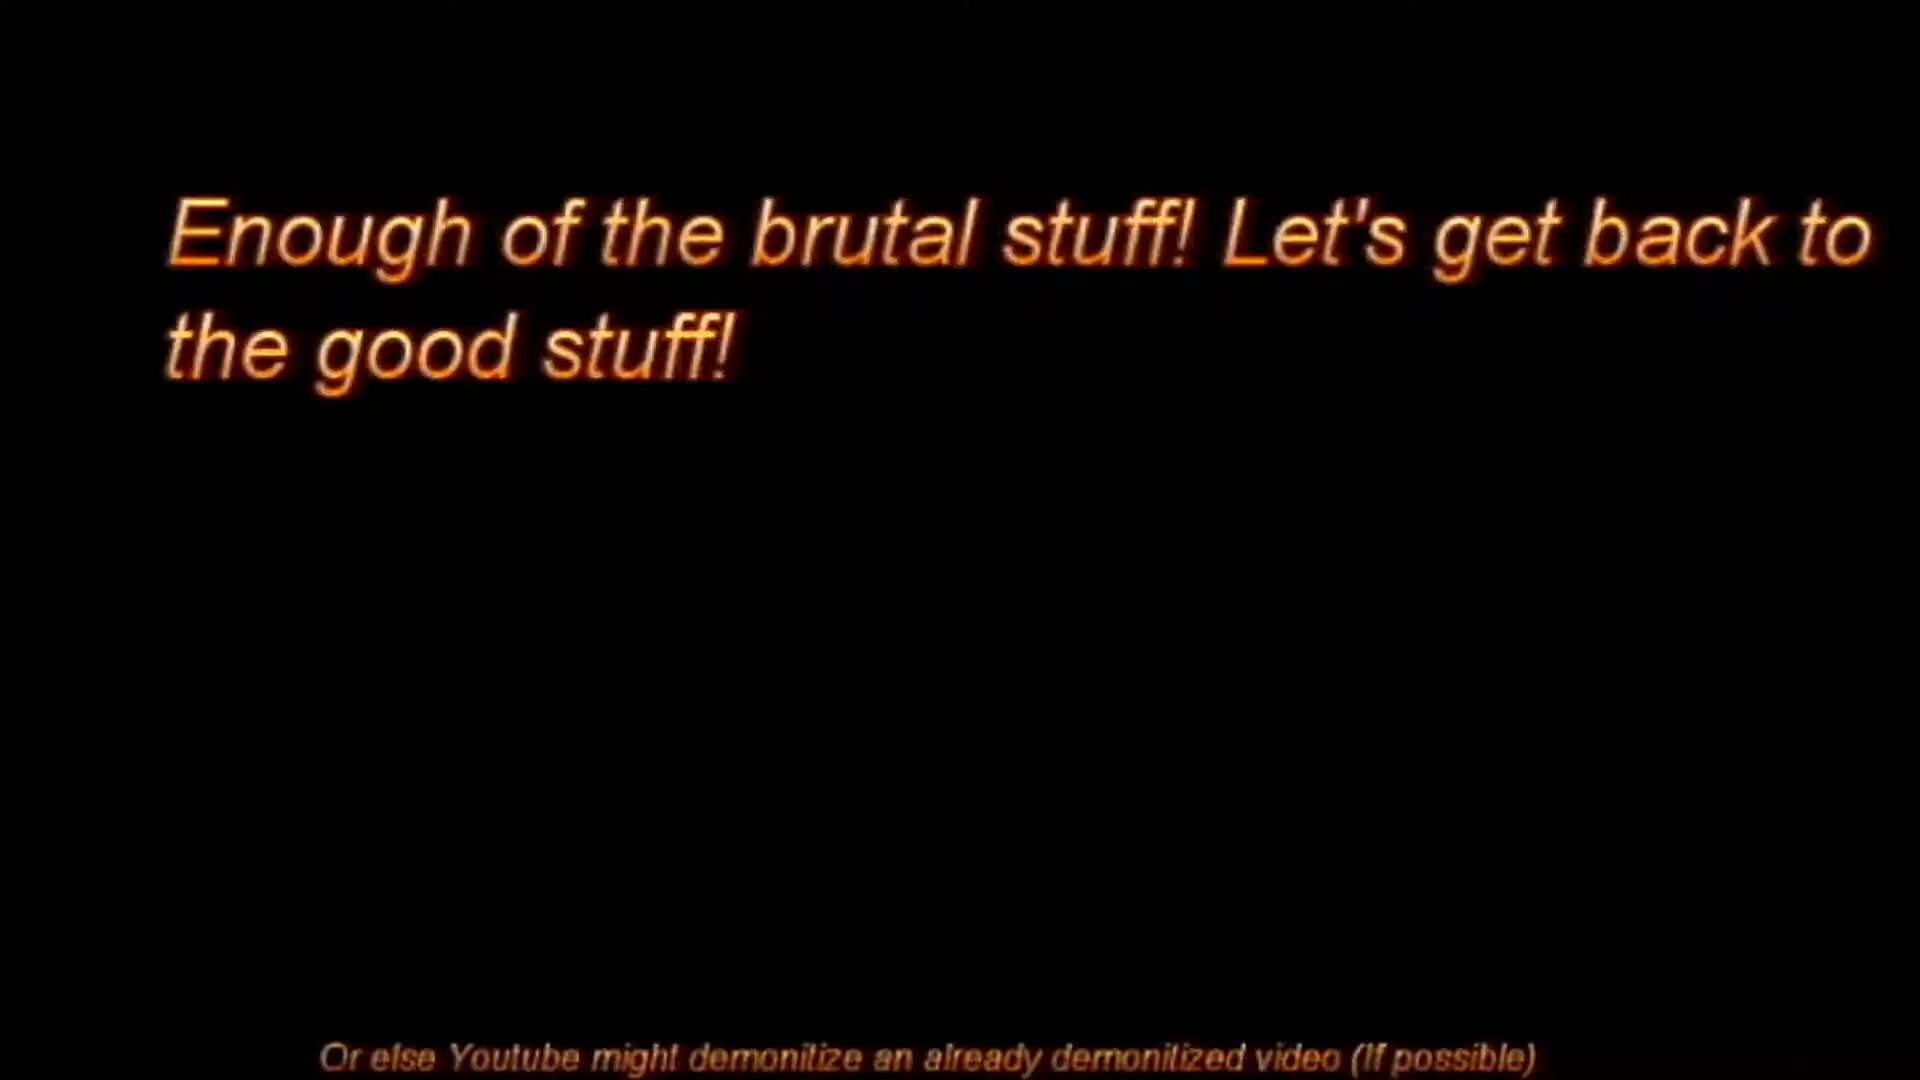 Enough of the brutal stuff! Let's get back to
the good stuff!
Or else Youtube might demonitize an already demonitized video (If possible)